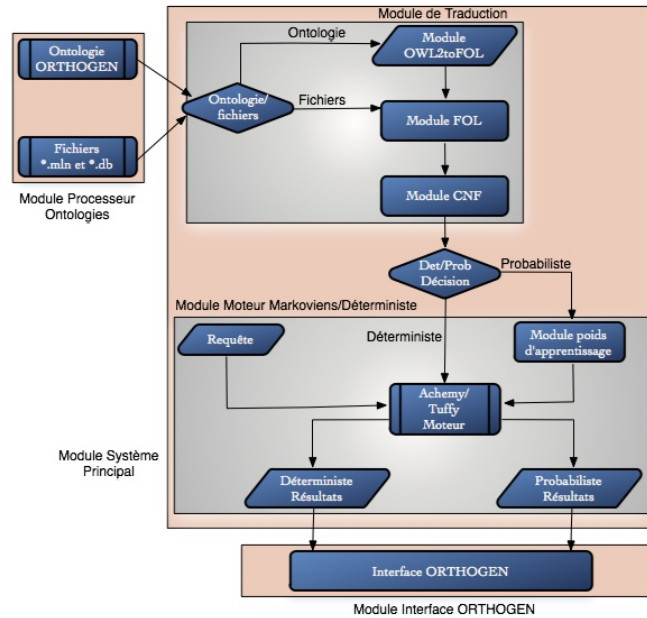 Module de Traduction
Ontologie
ORTHOGEN
Ontologie
Module
OWL2toFOL
Ontologie/
fichiers
Fichiers
Module FOL
Fichiers
*.mln et *.db
Module Processeur
Ontologies
Module CNF
Det/Prob
Décision
Probabiliste
Module Moteur Markoviens/Déterministe
Requête
Déterministe
Module poids
d'apprentissage
Achemy/
Tuffy
Moteur
Module Système
Principal
Déterministe
Résultats
Probabiliste
Résultats
Interface ORTHOGEN
Module Interface ORTHOGEN